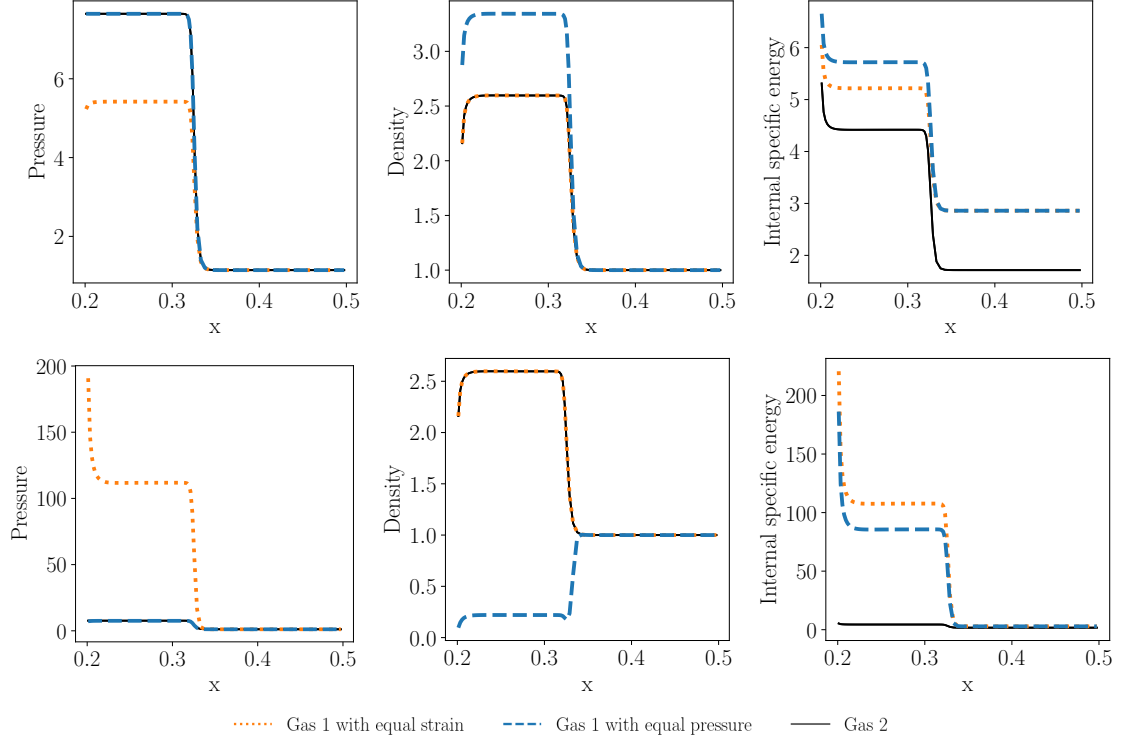 Pressure
6
4
2
0.2 0.3 0.4 0.5
x
Density
3.0
2.5
2.0
1.5
1.0
0.2 0.3 0.4 0.5
x
Internal specific energy
6
5
4
3
2
0.2 0.3 0.4 0.5
x
Pressure
200
150
100
50
0
0.2 0.3 0.4 0.5
x
Density
2.5
2.0
1.5
1.0
0.5
0.0
0.2 0.3 0.4 0.5
x
Internal specific energy
200
150
100
50
0
0.2 0.3 0.4 0.5
x
Gas 1 with equal strain Gas 1 with equal pressure Gas 2